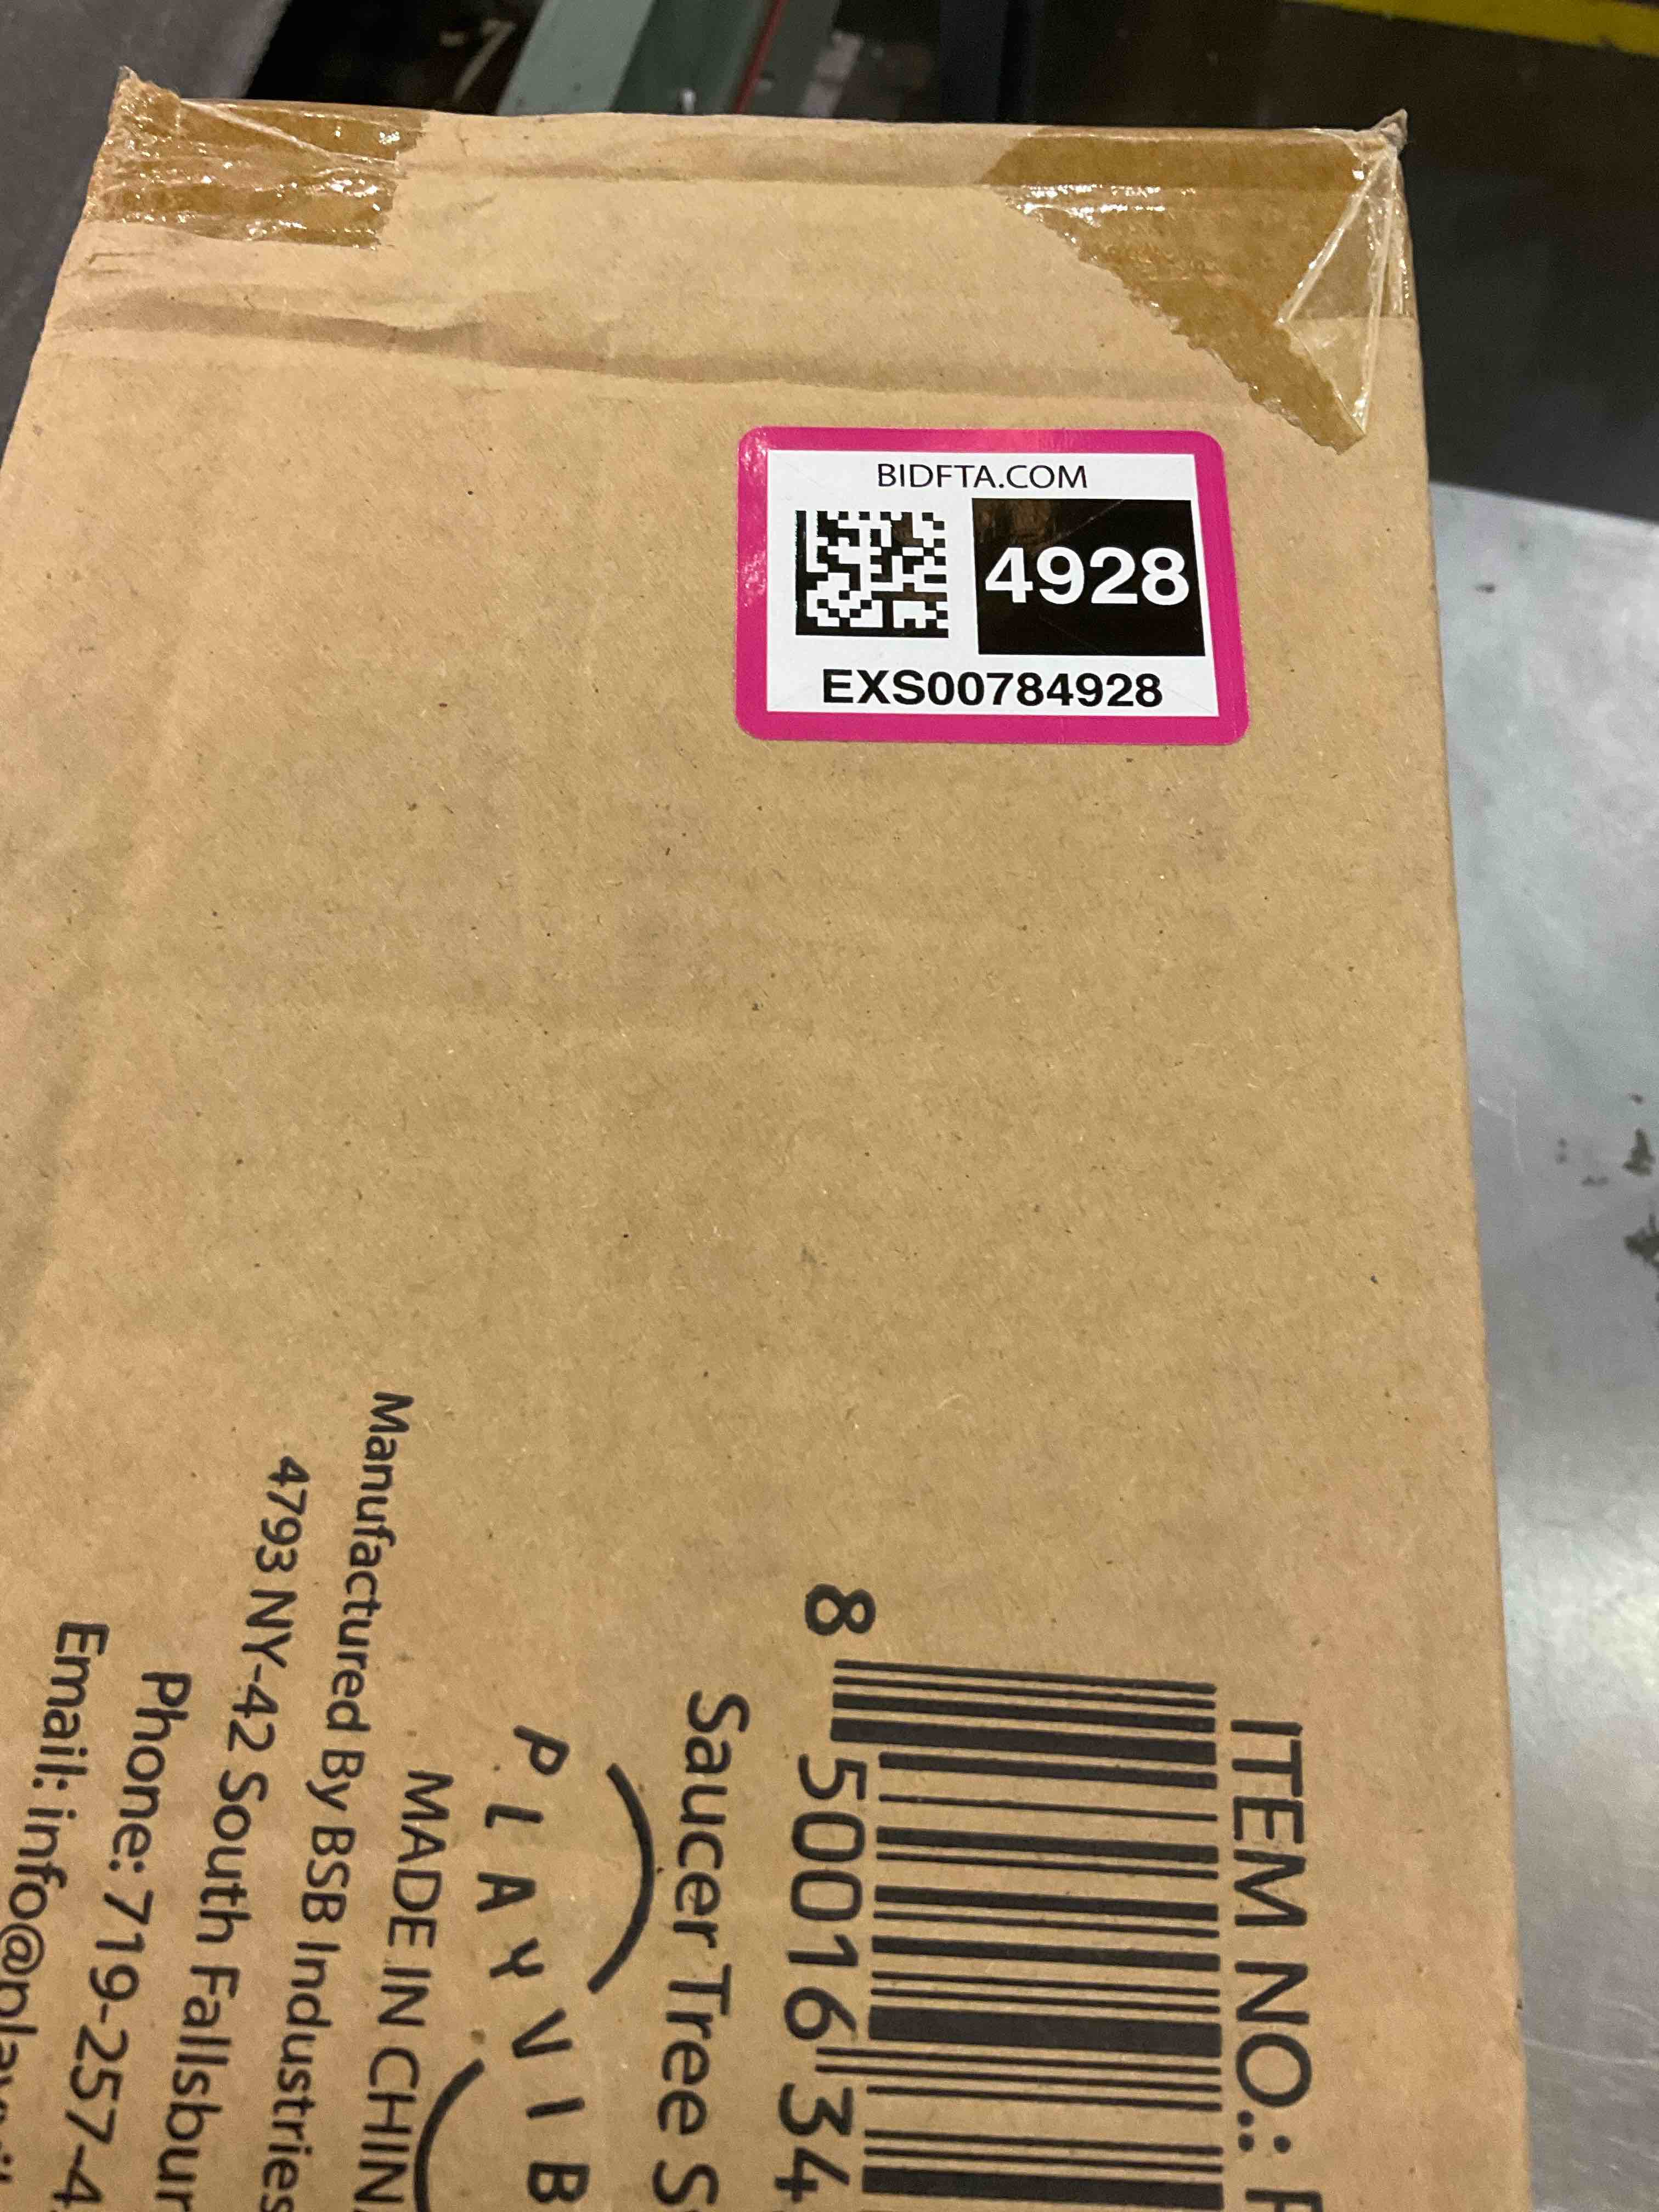 BIDFTA.COM
4928
EXS00784928
ITEM NO.:
8 50016 34
Saucer Tree
PLAYVIB
MADE IN CHIN
Manufactured By BSB Industries
4793 NY-42 South Fallsbur
Phone: 719-257-4
Email: info@pla